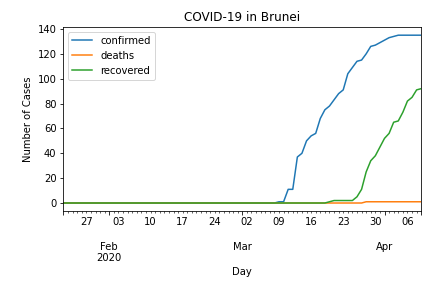 COVID-19 in Brunei
140
120
100
80
60
40
20
0
Number of Cases
confirmed
deaths
recovered
27 03 10 17 24 02 09 16 23 30 06
Feb Mar Apr
2020
Day